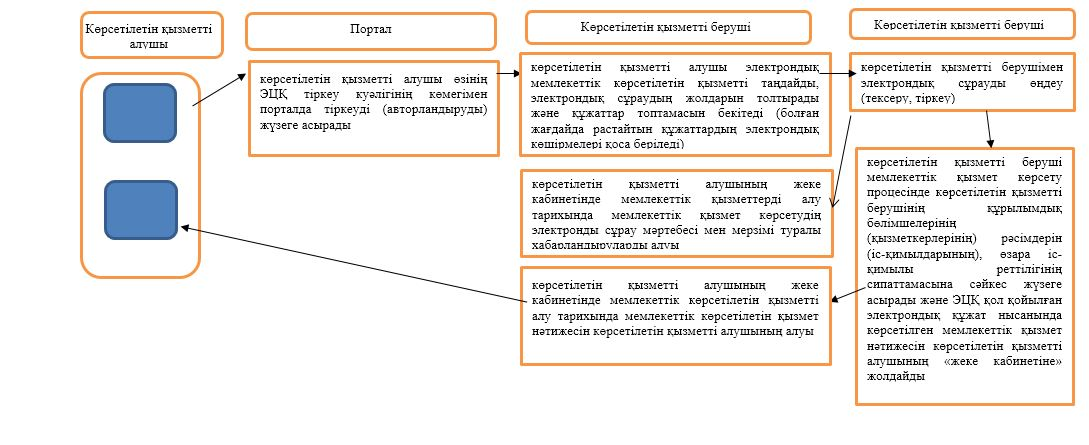 Көрсетілетін қызметті
алушы
Портал
Көрсетілетін қызметті беруші
Көрсетілетін қызметті беруші
көрсетілетін қызметті алушы өзінің
ЭЦҚ тіркеу куәлігінің көмегімен
порталда тіркеуді (авторландыруды)
жүзеге асырады
көрсетілетін қызметті алушы электрондық
мемлекеттік көрсетілетін қызметті таңдайды,
электрондық сұраудың жолдарын толтырады
және құжаттар топтамасын бекітеді (болған
жағдайда растайтын құжаттардың электрондық
көшірмелері қоса беріледі)
көрсетілетін қызметті берушімен
электрондық сұрауды өңдеу
(тексеру, тіркеу)
көрсетілетін қызметті алушының жеке
кабинетінде мемлекеттік қызметтерді алу
тарихында мемлекеттік қызмет көрсетудің
электронды сұрау мәртебесі мен мерзімі туралы
хабарландыруларды алуы
көрсетілетін қызметті алушының жеке
кабинетінде мемлекеттік көрсетілетін қызметті
алу тарихында мемлекеттік көрсетілетін қызмет
нәтижесін көрсетілетін қызметті алушының алуы
көрсетілетін қызметті беруші
мемлекеттік қызмет көрсету
процесінде көрсетілетін қызметті
берушінің құрылымдық
бөлімшелерінің
(қызметкерлерінің) рәсімдерін
(іс-қимылдарының), өзара іс-
қимылы реттілігінің
сипаттамасына сәйкес жүзеге
асырады және ЭЦҚ қол қойылған
электрондық құжат нысанында
көрсетілген мемлекеттік қызмет
нәтижесін көрсетілетін қызметті
алушының «жеке кабинетіне»
жолдайды